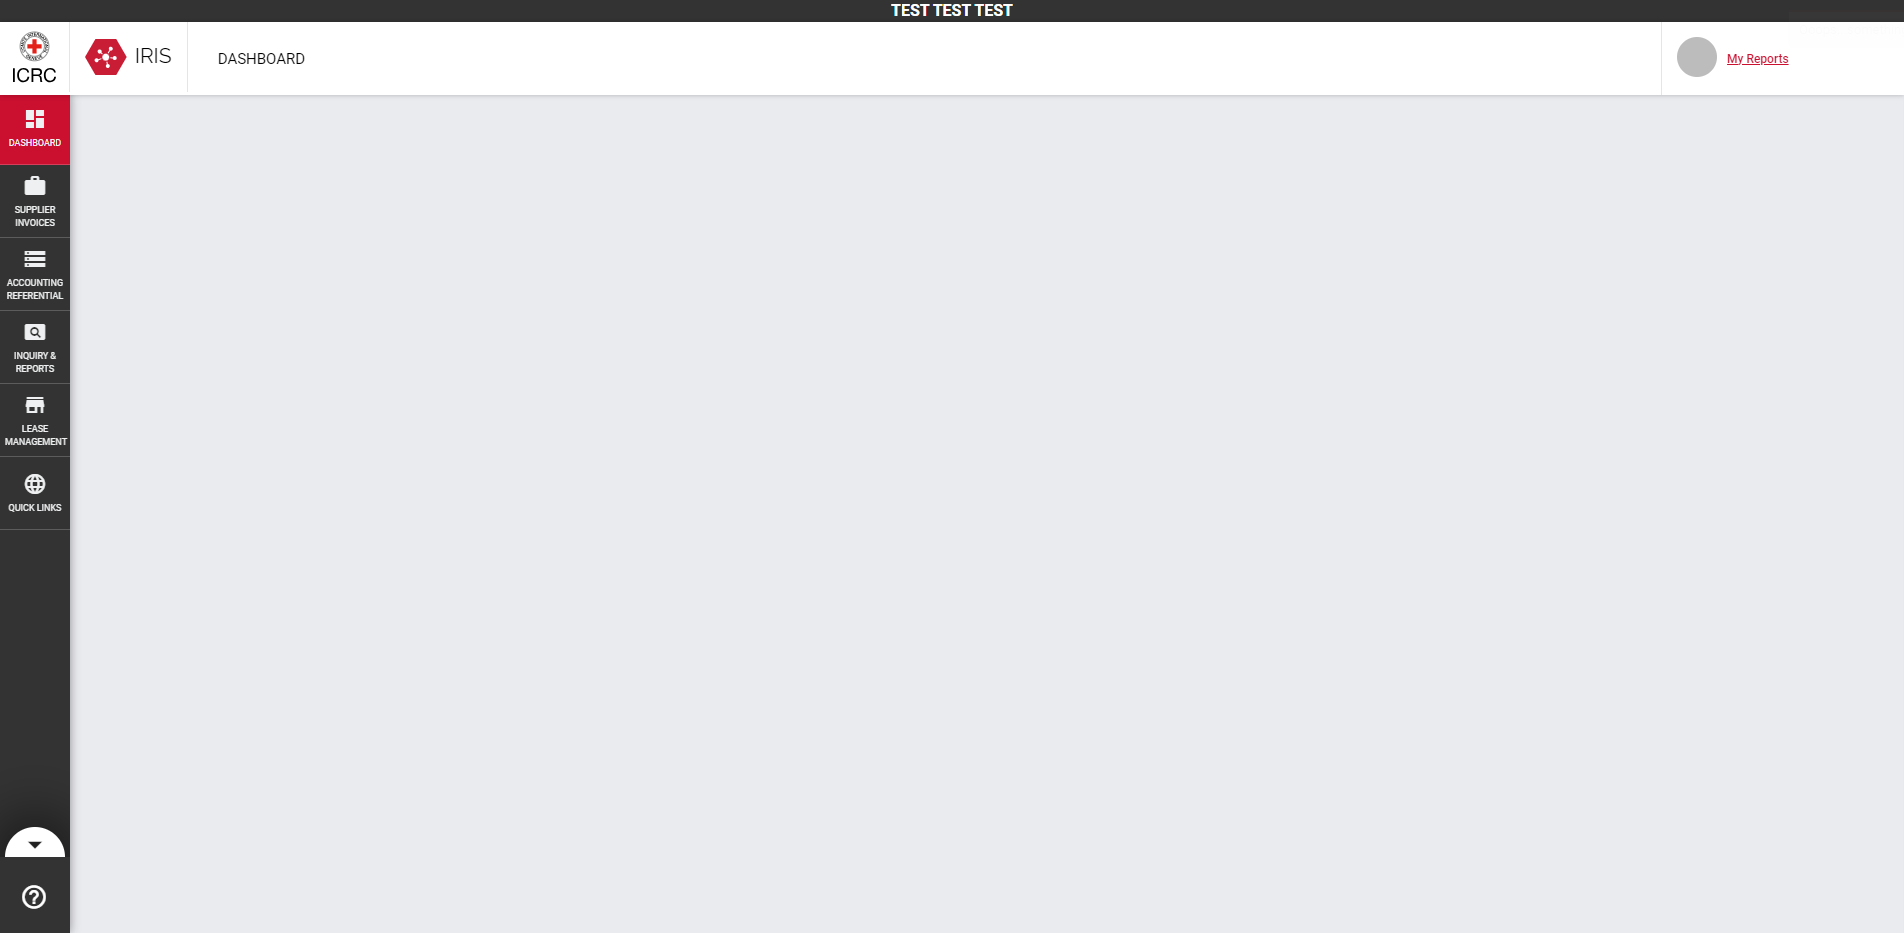 TEST TEST TEST
ICRC
IRIS
DASHBOARD
My Reports
DASHBOARD
SUPPLIER
INVOICES
ACCOUNTING
REFERENTIAL
INQUIRY &
REPORTS
LEASE
MANAGEMENT
QUICK LINKS